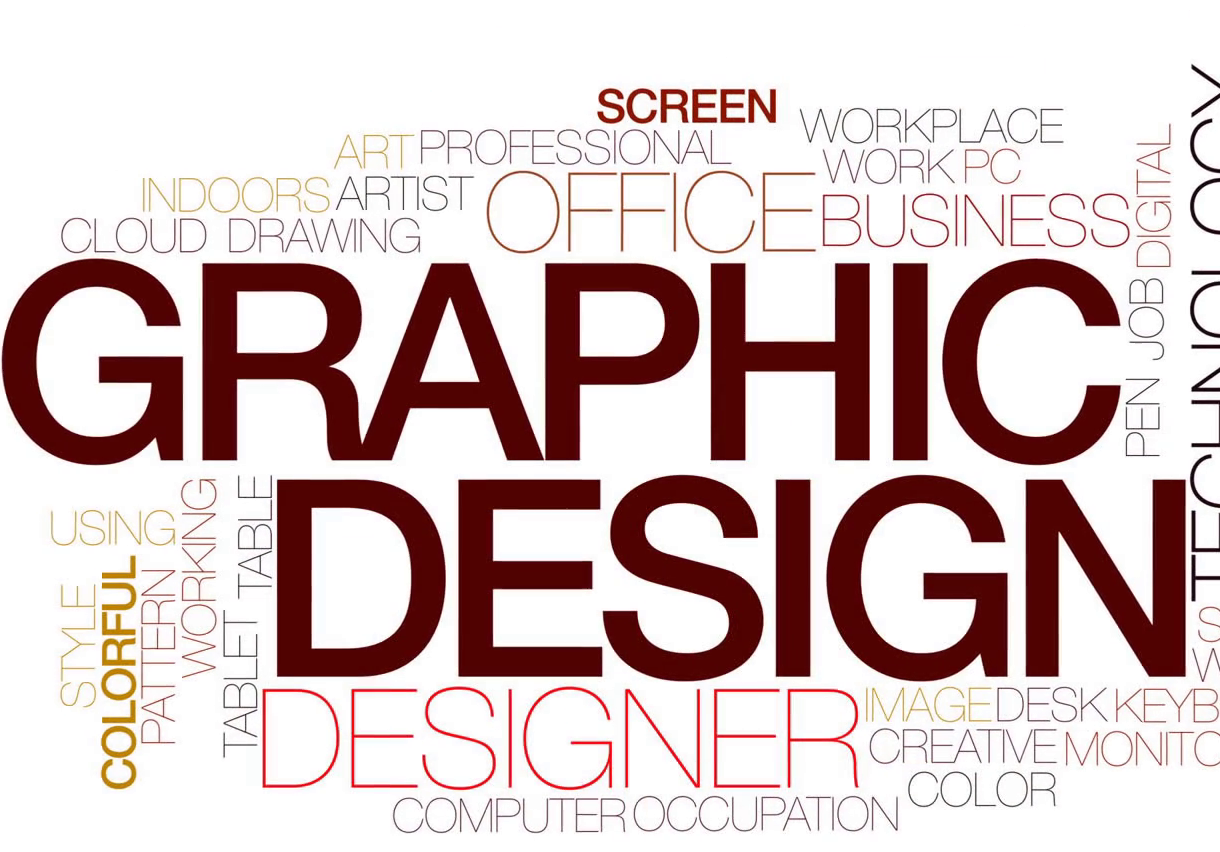 SCREEN
WORKPLACE
ART PROFESSIONAL
WORK PC
INDOORS ARTIST
OFFICE BUSINESS
CLOUD DRAWING
DIGITAL
GRAPHIC
JOB
PEN
TECHNOLOGY
DESIGN
USING
WORKING
TABLE
STYLE
COLORFUL
PATTERN
TABLET
DESIGNER
IMAGE DESK KEYB
CREATIVE MONITO
COLOR
COMPUTER OCCUPATION